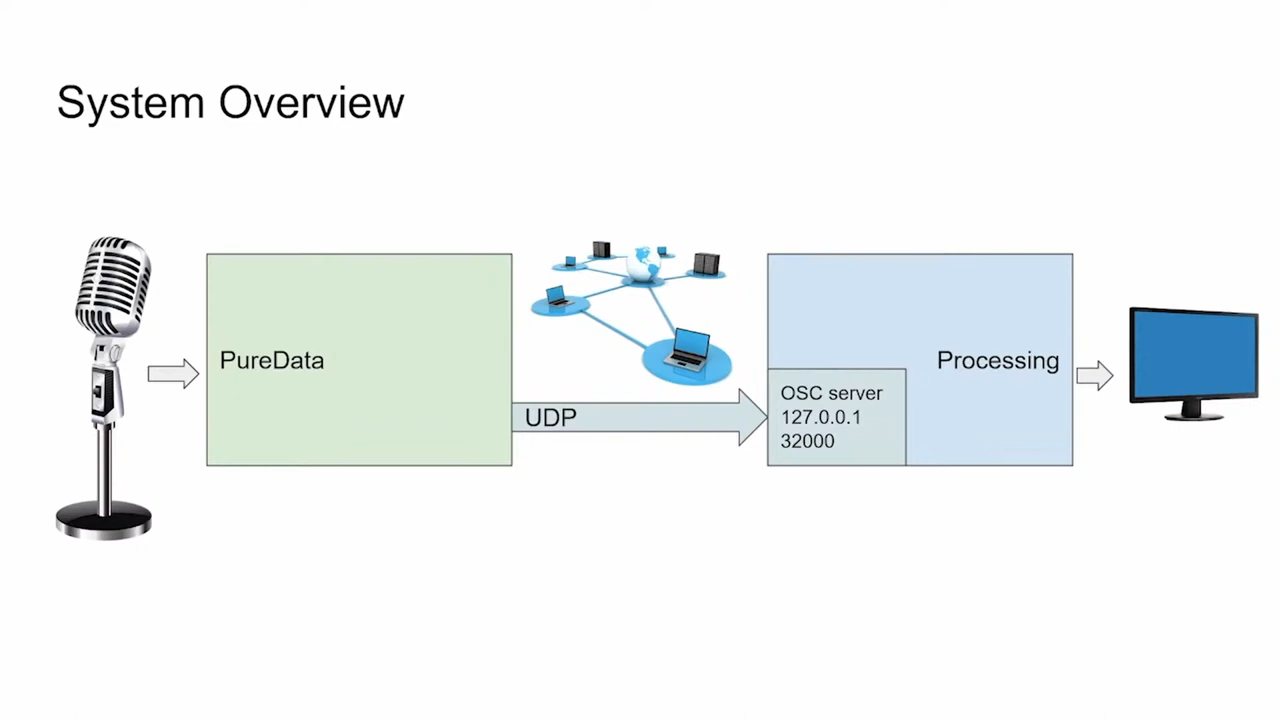 System Overview
PureData
UDP
Processing
OSC server
127.0.0.1
32000